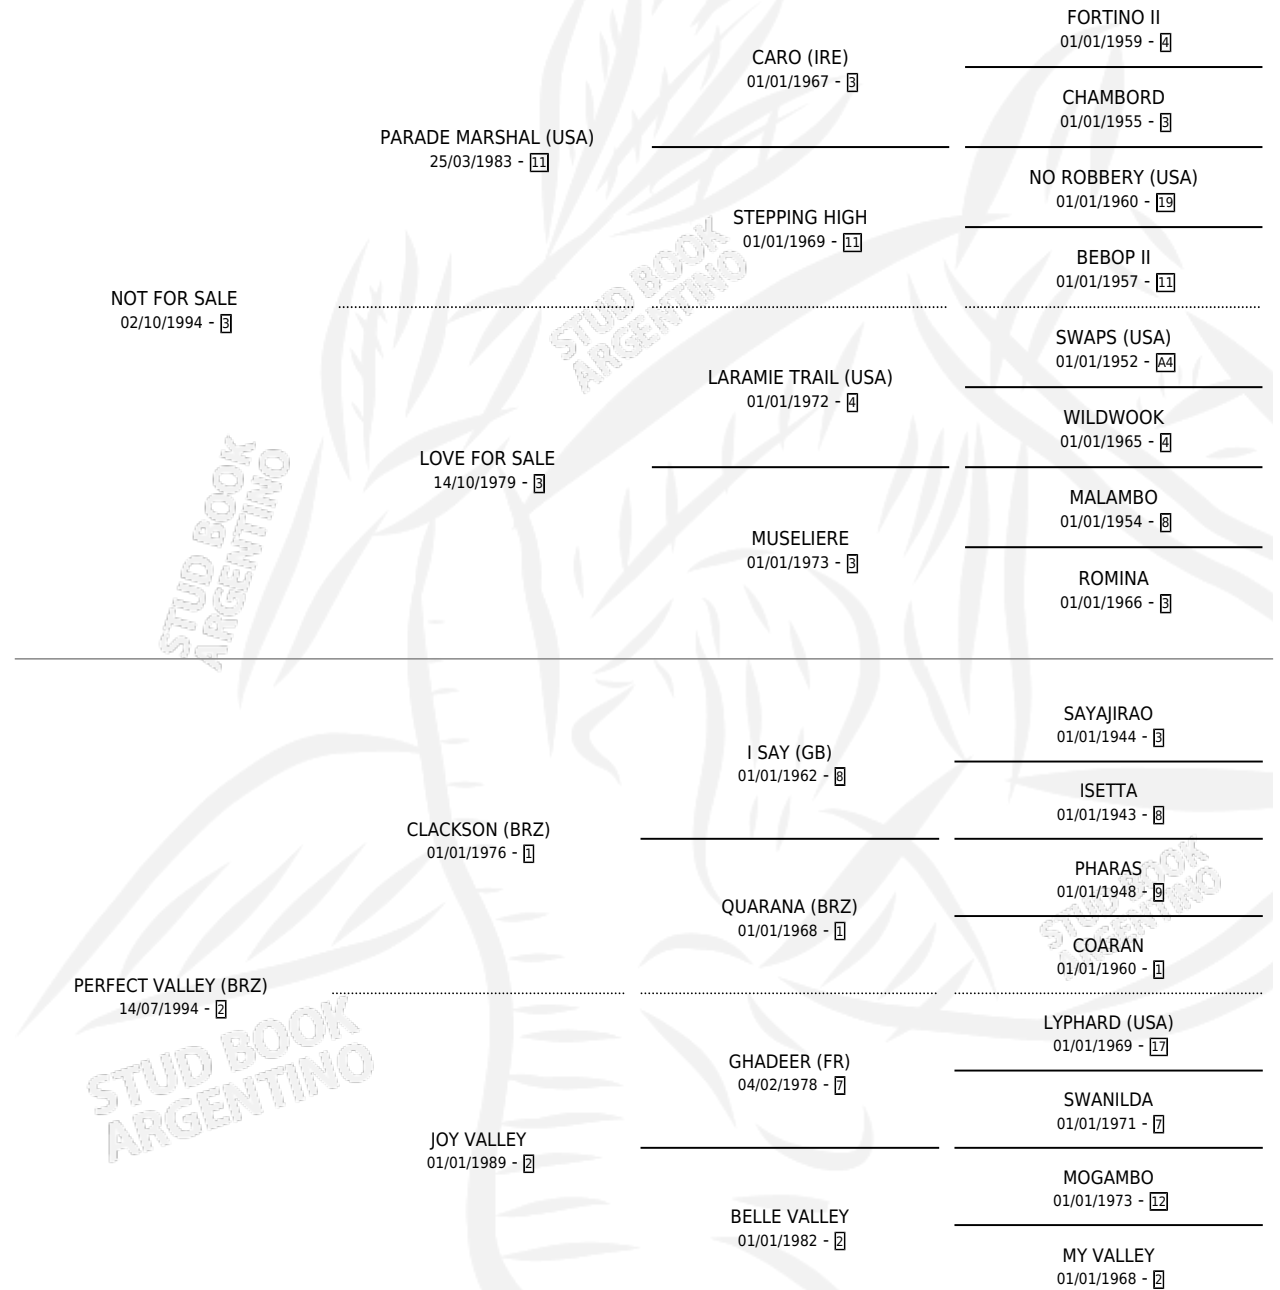 FORTINO II
01/01/1959 - 4
CARO (IRE)
01/01/1967 - 3
CHAMBORD
01/01/1955 - 3
PARADE MARSHAL (USA)
25/03/1983 - 11
NO ROBBERY (USA)
01/01/1960 - 19
STEPPING HIGH
01/01/1969 - 11
BEBOP II
01/01/1957 - 11
NOT FOR SALE
02/10/1994 - 3
SWAPS (USA)
01/01/1952 - A4
LARAMIE TRAIL (USA)
01/01/1972 - 4
WILDWOOK
01/01/1965 - 4
LOVE FOR SALE
14/10/1979 - 3
MALAMBO
01/01/1954 - 8
MUSELIERE
01/01/1973 - 3
ROMINA
01/01/1966 - 3
STUD BOOK
ARGENTINO
STUD BOOK
ARGENTINO
SAYAJIRAO
01/01/1944 - 3
I SAY (GB)
01/01/1962 - 8
ISETTA
01/01/1943 - 8
CLACKSON (BRZ)
01/01/1976 - 1
PHARAS
01/01/1948 - 9
QUARANA (BRZ)
01/01/1968 - 1
COARAN
01/01/1960 - 1
PERFECT VALLEY (BRZ)
14/07/1994 - 2
LYPHARD (USA)
01/01/1969 - 17
GHADEER (FR)
04/02/1978 - 7
SWANILDA
01/01/1971 - 7
JOY VALLEY
01/01/1989 - 2
MOGAMBO
01/01/1973 - 12
BELLE VALLEY
01/01/1982 - 2
MY VALLEY
01/01/1968 - 2
STUD BOOK
ARGENTINO
STUD BOOK
ARGENTINO